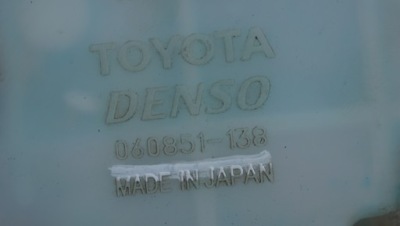 TOYOTA
DENSO
060851-138
MADE IN JAPAN